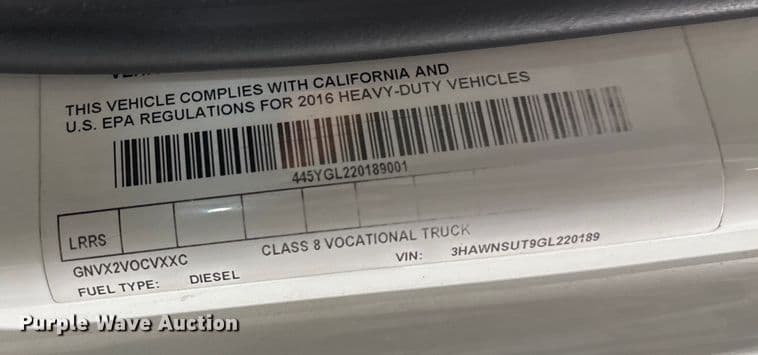 THIS VEHICLE COMPLIES WITH CALIFORNIA AND
U.S. EPA REGULATIONS FOR 2016 HEAVY-DUTY VEHICLES
445YGL220189001
LRRS
GNVX2VOCVXXC CLASS 8 VOCATIONAL TRUCK
FUEL TYPE: DIESEL VIN: 3HAWNSUT9GL220189
Purple Wave Auction